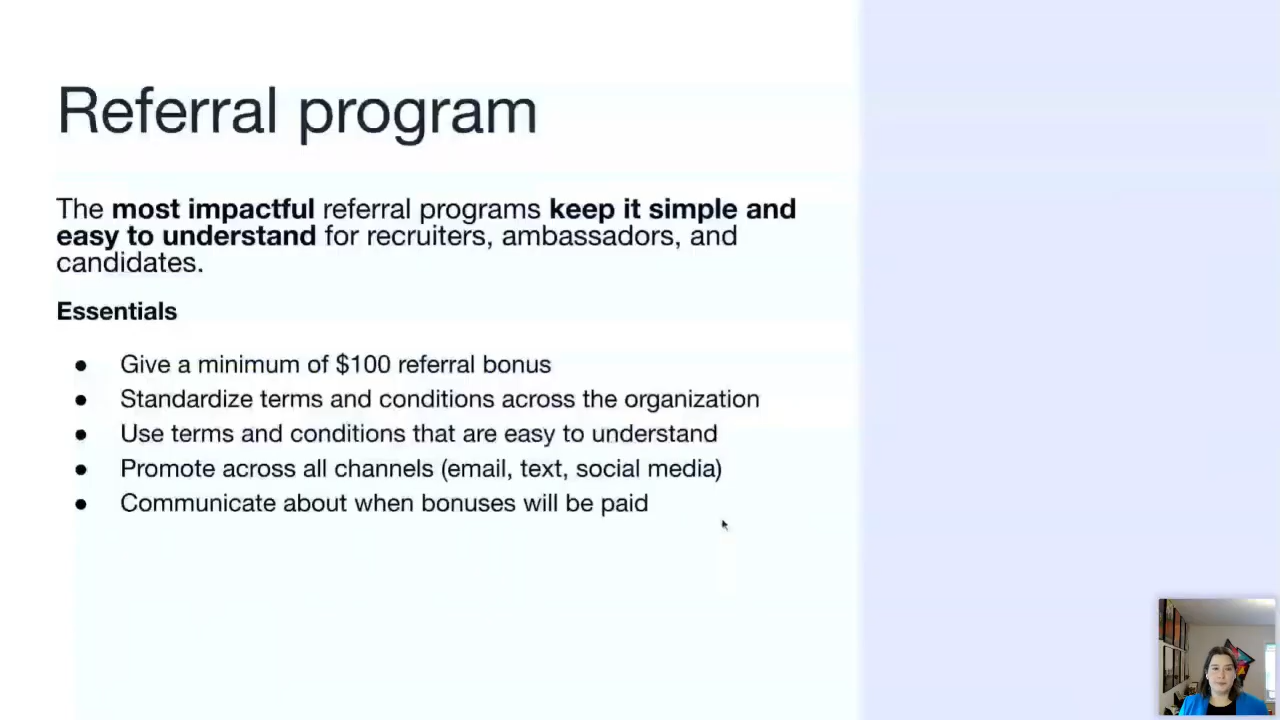 Referral program
The most impactful referral programs keep it simple and
easy to understand for recruiters, ambassadors, and
candidates.
Essentials
● Give a minimum of $100 referral bonus
● Standardize terms and conditions across the organization
● Use terms and conditions that are easy to understand
● Promote across all channels (email, text, social media)
● Communicate about when bonuses will be paid